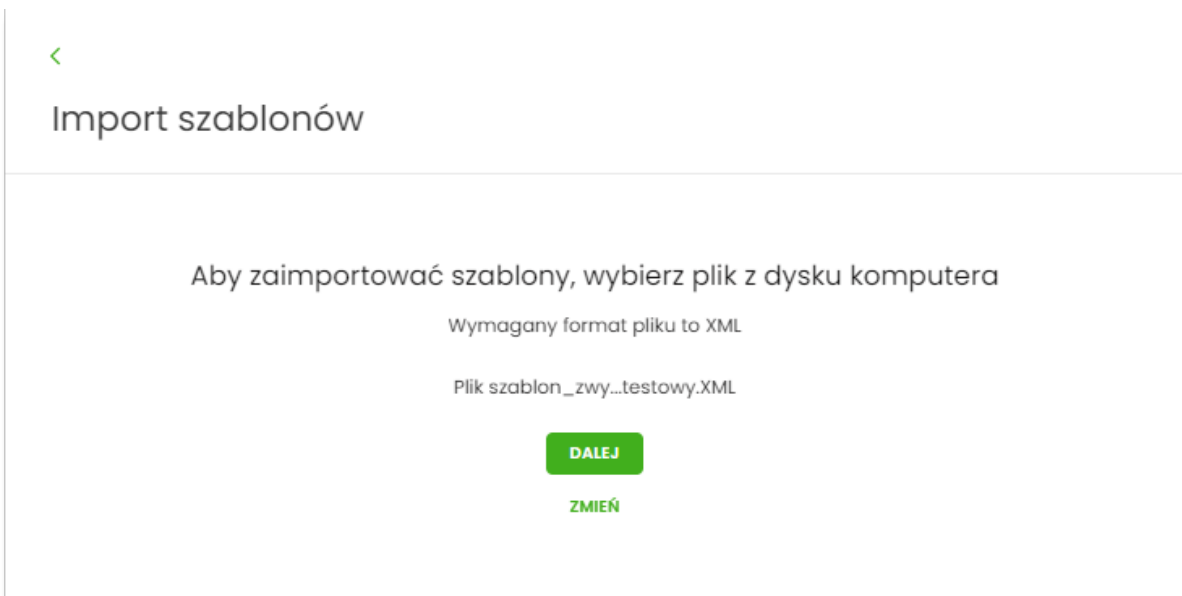 Import szablonów
Aby zaimportować szablony, wybierz plik z dysku komputera
Wymagany format pliku to XML
Plik szablon_zwy...testowy.XML
DALEJ
ZMIEŃ